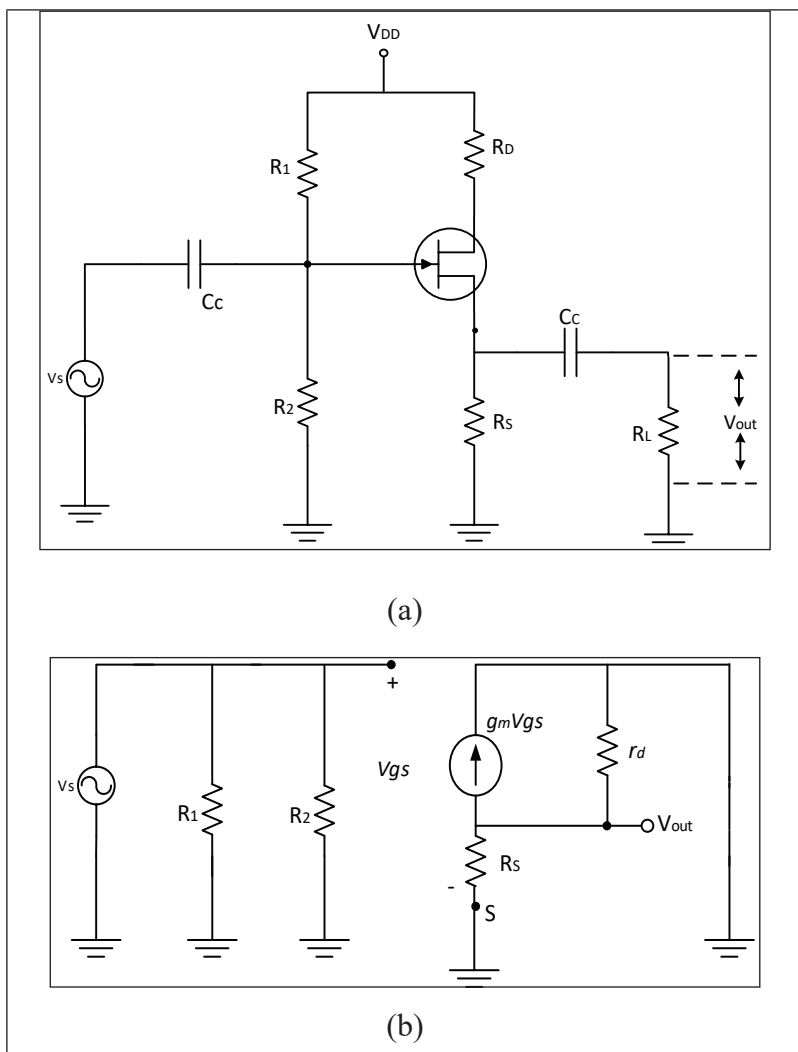 VDD
R1
RD
Cc
CC
Vs
R2
RS
RL
Vout
(a)
+
gmVgs
Vgs
rd
Vs
R1
R2
Vout
RS
-
S
(b)